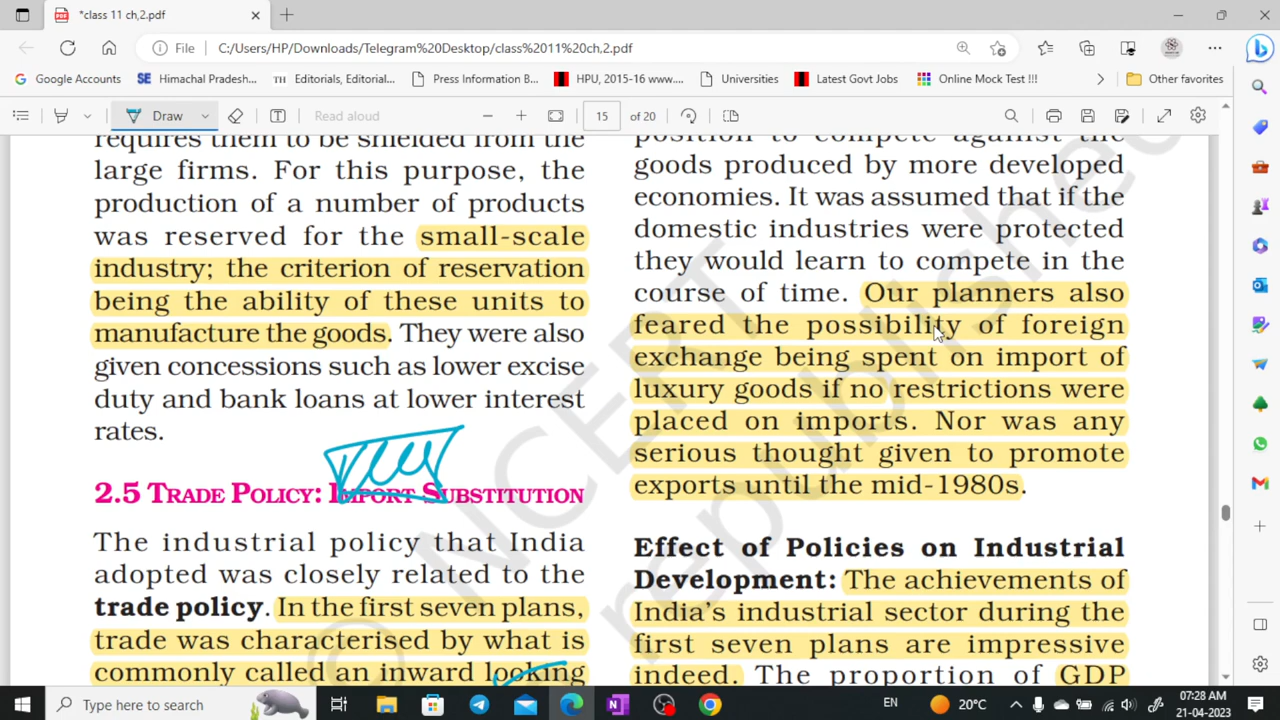 *class 11 ch,2.pdf
File
C:/Users/HP/Downloads/Telegram%20Desktop/class%2011%20ch,2.pdf
Google Accounts
SE Himachal Pradesh...
TH Editorials, Editorial...
Press Information B...
HPU, 2015-16 www....
Universities
Latest Govt Jobs
Online Mock Test !!!
Other favorites
Draw
Read aloud
15 of 20
requires them to be shielded from the
large firms. For this purpose, the
production of a number of products
was reserved for the small-scale
industry; the criterion of reservation
being the ability of these units to
manufacture the goods. They were also
given concessions such as lower excise
duty and bank loans at lower interest
rates.
2.5 TRADE POLICY: IMPORT SUBSTITUTION
The industrial policy that India
adopted was closely related to the
trade policy. In the first seven plans,
trade was characterised by what is
commonly called an inward looking
position to compete against the
goods produced by more developed
economies. It was assumed that if the
domestic industries were protected
they would learn to compete in the
course of time. Our planners also
feared the possibility of foreign
exchange being spent on import of
luxury goods if no restrictions were
placed on imports. Nor was any
serious thought given to promote
exports until the mid-1980s.
Effect of Policies on Industrial
Development: The achievements of
India's industrial sector during the
first seven plans are impressive
indeed. The proportion of GDP
© NCERT
republished
Type here to search
20°C
EN
07:28 AM
21-04-2023